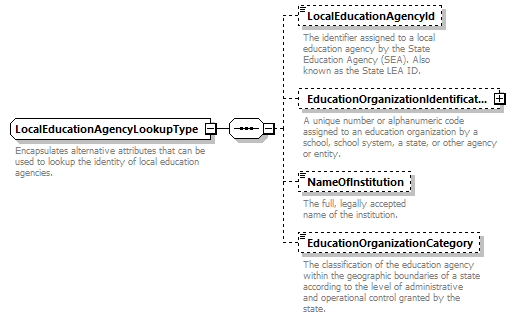 LocalEducationAgencyId
The identifier assigned to a local
education agency by the State
Education Agency (SEA). Also
known as the State LEA ID.
EducationOrganizationIdentificat...
A unique number or alphanumeric code
assigned to an education organization by a
school, school system, a state, or other agency
or entity.
LocalEducationAgencyLookupType
Encapsulates alternative attributes that can be
used to lookup the identity of local education
agencies.
NameOfInstitution
The full, legally accepted
name of the institution.
EducationOrganizationCategory
The classification of the education agency
within the geographic boundaries of a state
according to the level of administrative
and operational control granted by the
state.